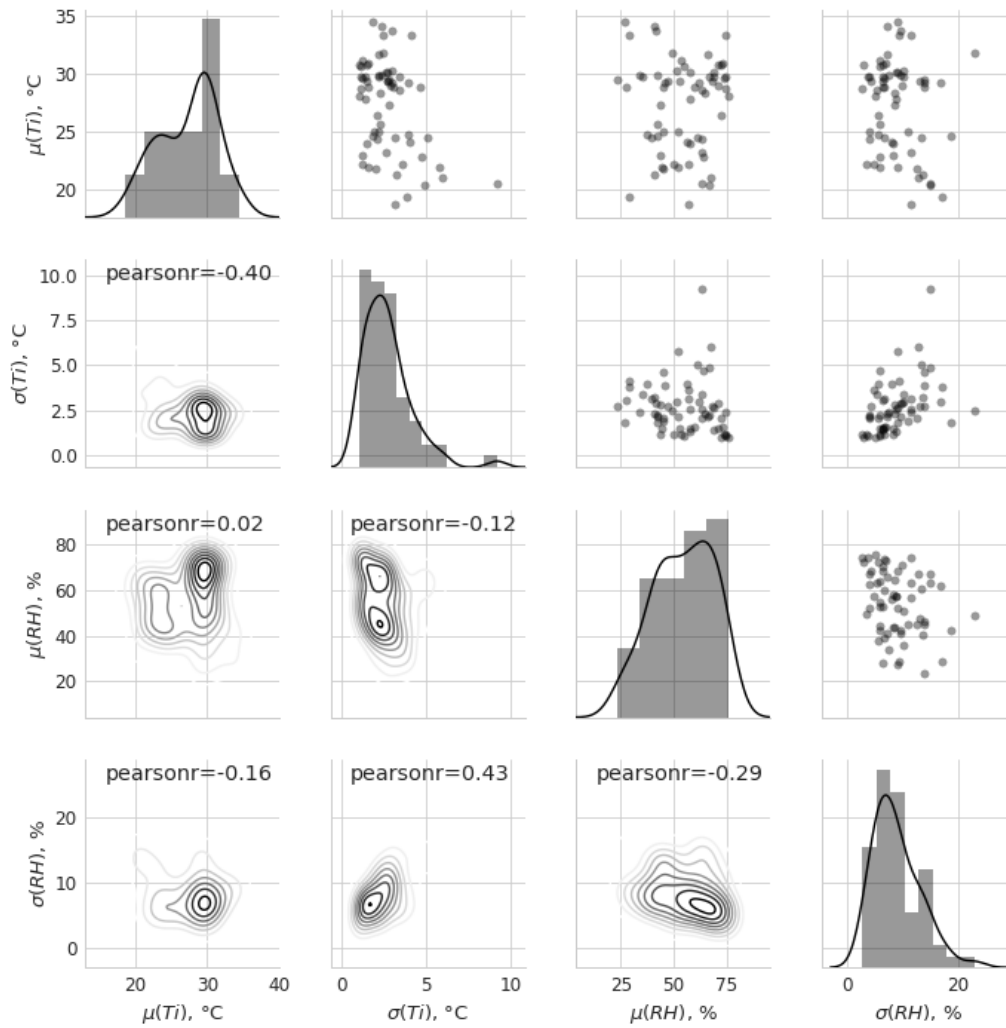 35
30
25
20
μ(Ti), °C
pearsonr=-0.40
10.0
7.5
5.0
2.5
0.0
σ(Ti), °C
pearsonr=0.02
pearsonr=-0.12
80
60
40
20
μ(RH), %
pearsonr=-0.16
pearsonr=0.43
pearsonr=-0.29
20
10
0
σ(RH), %
20 30 40 0 5 10 25 50 75 0 20
μ(Ti), °C σ(Ti), °C μ(RH), % σ(RH), %